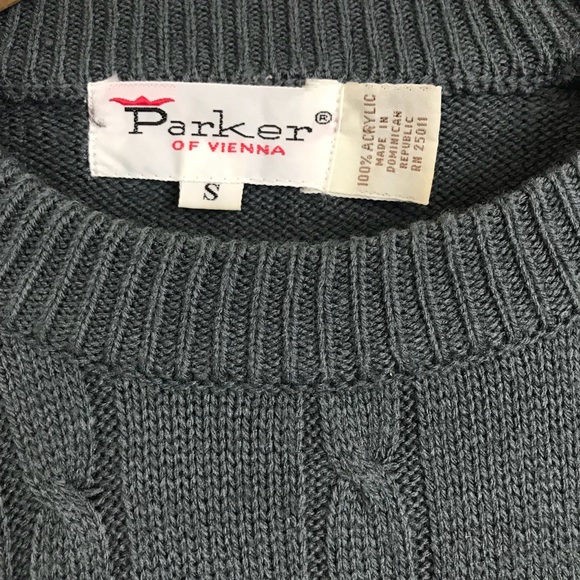 Parker®
OF VIENNA
S
100% ACRYLIC
MADE IN
DOMINICAN
REPUBLIC
RN 25011